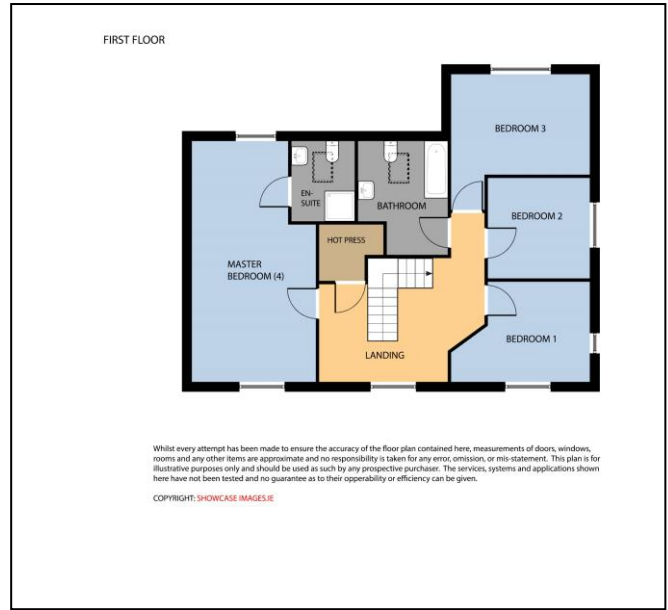 FIRST FLOOR
BEDROOM 3
EN-
SUITE
BATHROOM
BEDROOM 2
HOT PRESS
MASTER
BEDROOM (4)
BEDROOM 1
LANDING
Whilst every attempt has been made to ensure the accuracy of the floor plan contained here, measurements of doors, windows,
rooms and any other items are approximate and no responsibility is taken for any error, omission, or mis-statement. This plan is for
illustrative purposes only and should be used as such by any prospective purchaser. The services, systems and applications shown
here have not been tested and no guarantee as to their opperability or efficiency can be given.
COPYRIGHT: SHOWCASE IMAGES.IE